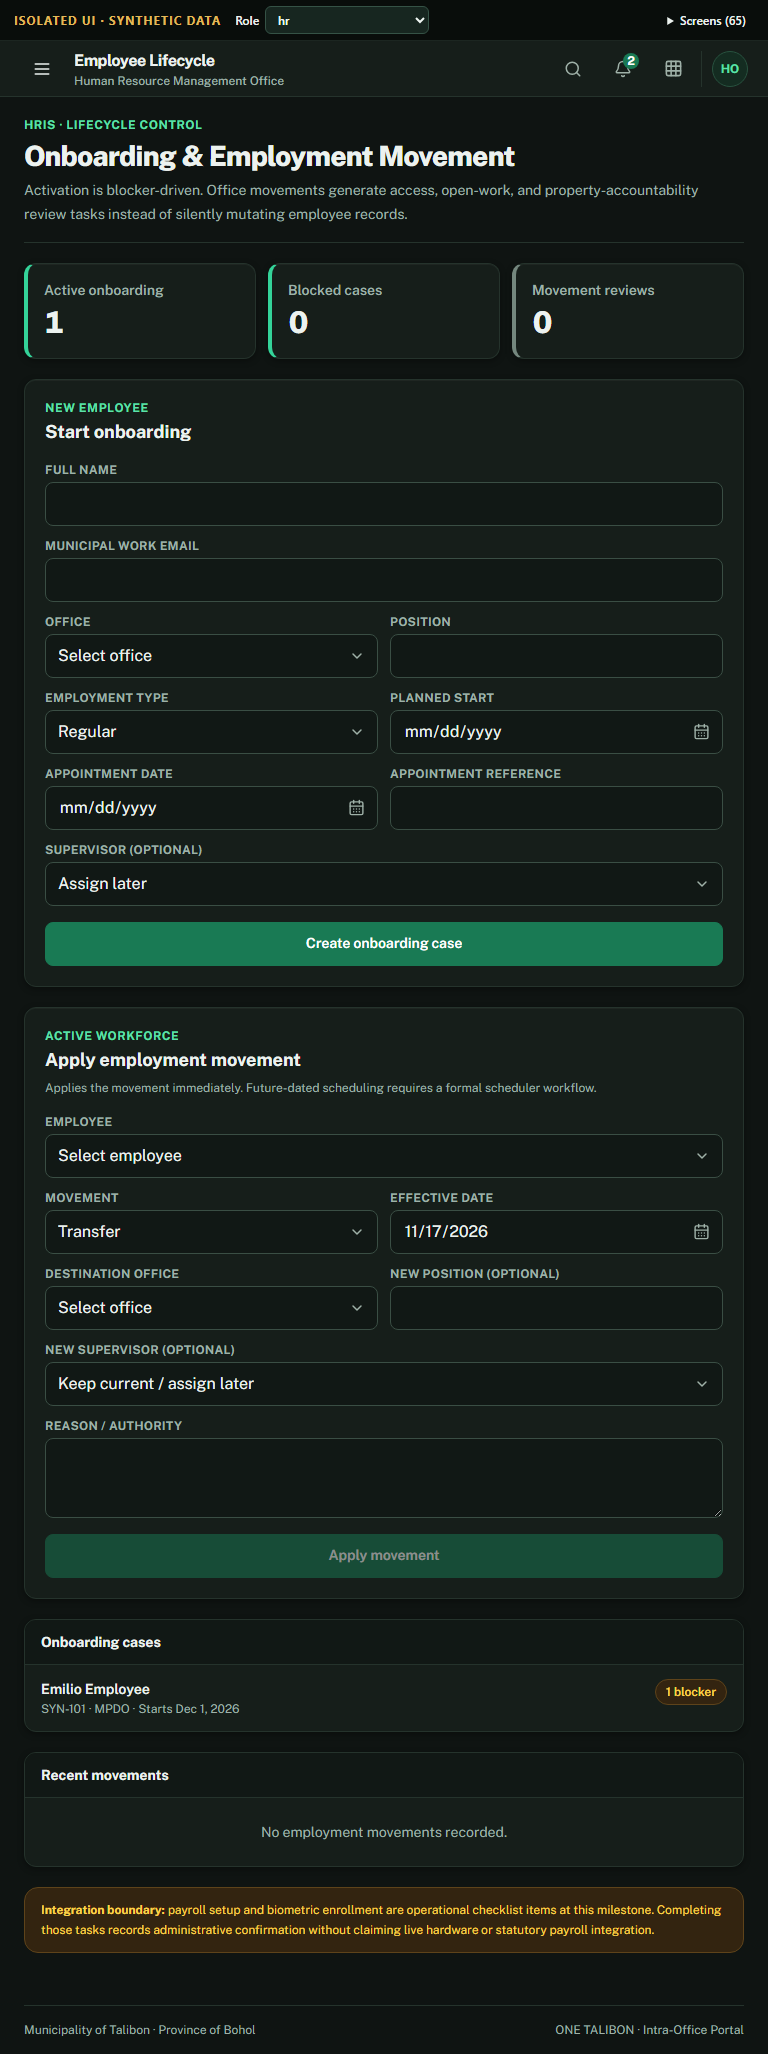 ISOLATED UI · SYNTHETIC DATA Role hr Screens (65)
Employee Lifecycle
Human Resource Management Office
2
HO
HRIS · LIFECYCLE CONTROL
Onboarding & Employment Movement
Activation is blocker-driven. Office movements generate access, open-work, and property-accountability
review tasks instead of silently mutating employee records.
Active onboarding
1
Blocked cases
0
Movement reviews
0
NEW EMPLOYEE
Start onboarding
FULL NAME
MUNICIPAL WORK EMAIL
OFFICE POSITION
Select office
EMPLOYMENT TYPE PLANNED START
Regular mm/dd/yyyy
APPOINTMENT DATE APPOINTMENT REFERENCE
mm/dd/yyyy
SUPERVISOR (OPTIONAL)
Assign later
Create onboarding case
ACTIVE WORKFORCE
Apply employment movement
Applies the movement immediately. Future-dated scheduling requires a formal scheduler workflow.
EMPLOYEE
Select employee
MOVEMENT EFFECTIVE DATE
Transfer 11/17/2026
DESTINATION OFFICE NEW POSITION (OPTIONAL)
Select office
NEW SUPERVISOR (OPTIONAL)
Keep current / assign later
REASON / AUTHORITY
Apply movement
Onboarding cases
Emilio Employee
SYN-101 · MPDO · Starts Dec 1, 2026
1 blocker
Recent movements
No employment movements recorded.
Integration boundary: payroll setup and biometric enrollment are operational checklist items at this milestone. Completing
those tasks records administrative confirmation without claiming live hardware or statutory payroll integration.
Municipality of Talibon · Province of Bohol ONE TALIBON · Intra-Office Portal